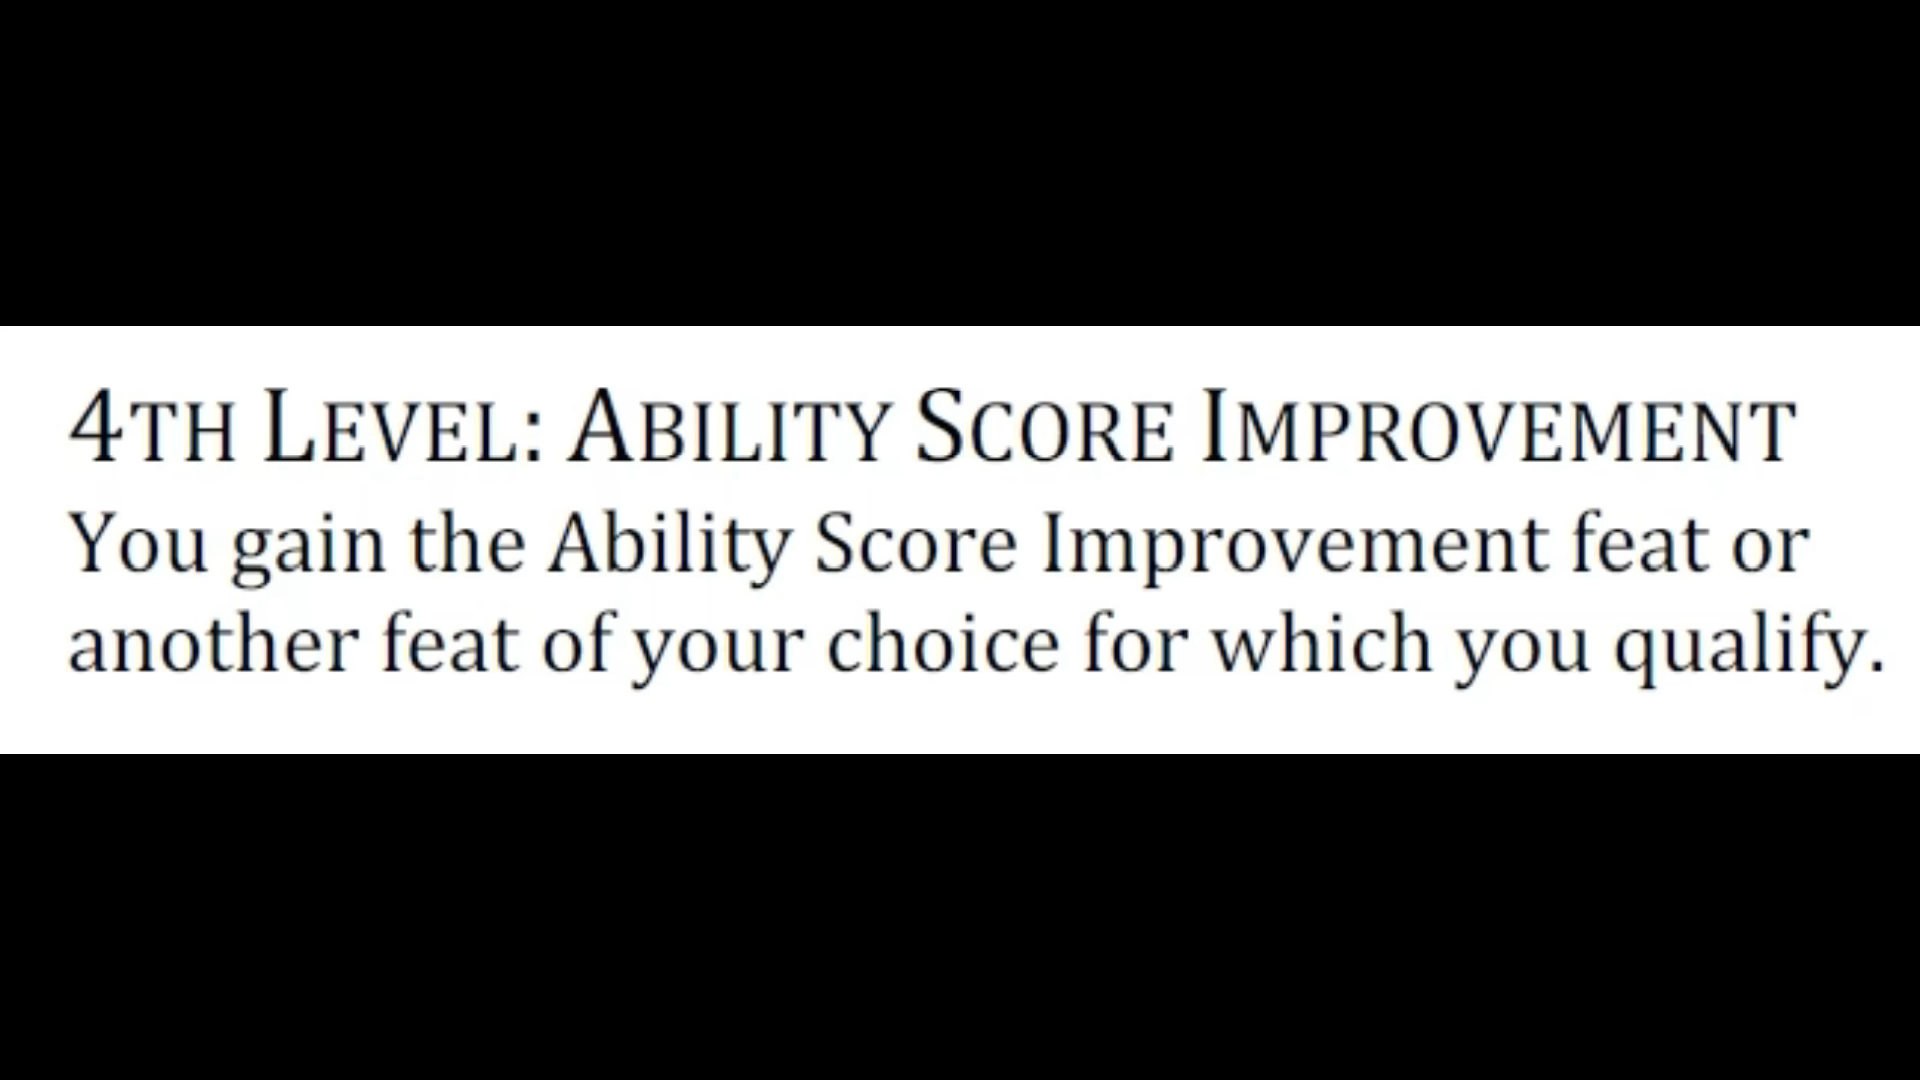 4TH LEVEL: ABILITY SCORE IMPROVEMENT
You gain the Ability Score Improvement feat or
another feat of your choice for which you qualify.